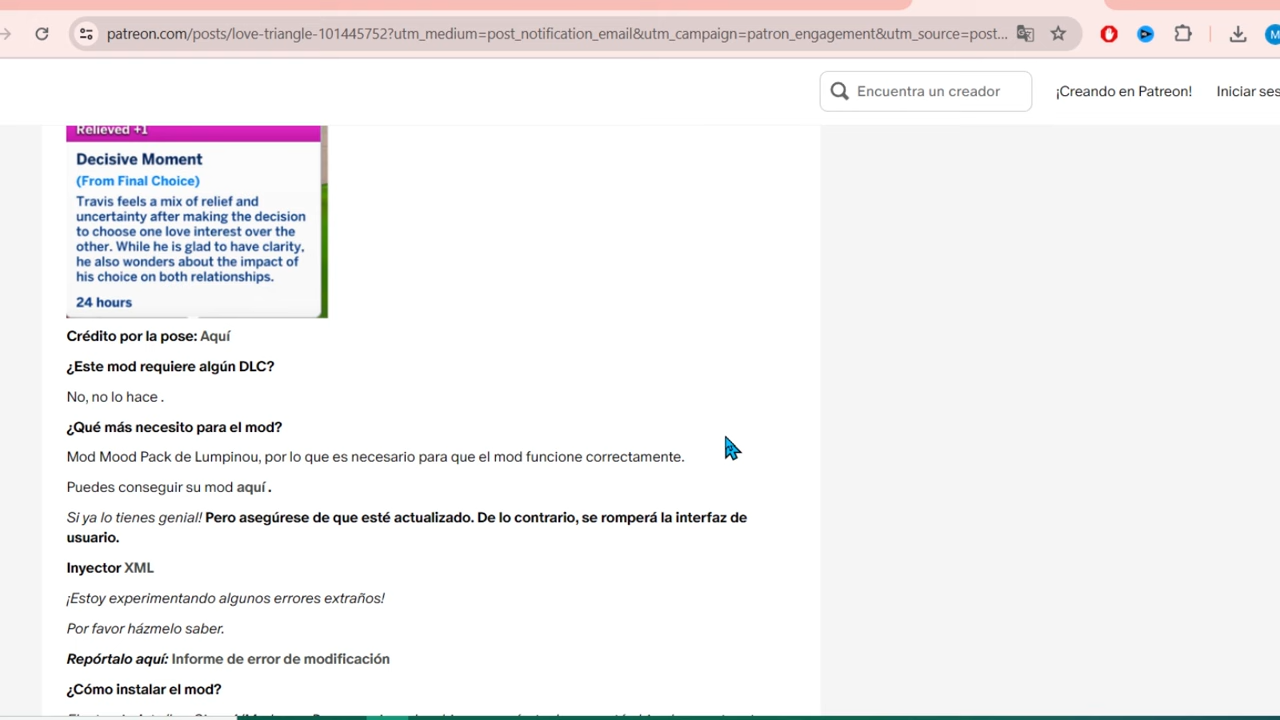 patreon.com/posts/love-triangle-101445752?utm_medium=post_notification_email&utm_campaign=patron_engagement&utm_source=post...
Encuentra un creador
¡Creando en Patreon!
Iniciar ses
Relieved +1
Decisive Moment
(From Final Choice)
Travis feels a mix of relief and
uncertainty after making the decision
to choose one love interest over the
other. While he is glad to have clarity,
he also wonders about the impact of
his choice on both relationships.
24 hours
Crédito por la pose: Aquí
¿Este mod requiere algún DLC?
No, no lo hace .
¿Qué más necesito para el mod?
Mod Mood Pack de Lumpinou, por lo que es necesario para que el mod funcione correctamente.
Puedes conseguir su mod aquí .
Si ya lo tienes genial! Pero asegúrese de que esté actualizado. De lo contrario, se romperá la interfaz de
usuario.
Inyector XML
¡Estoy experimentando algunos errores extraños!
Por favor házmelo saber.
Repórtalo aquí: Informe de error de modificación
¿Cómo instalar el mod?